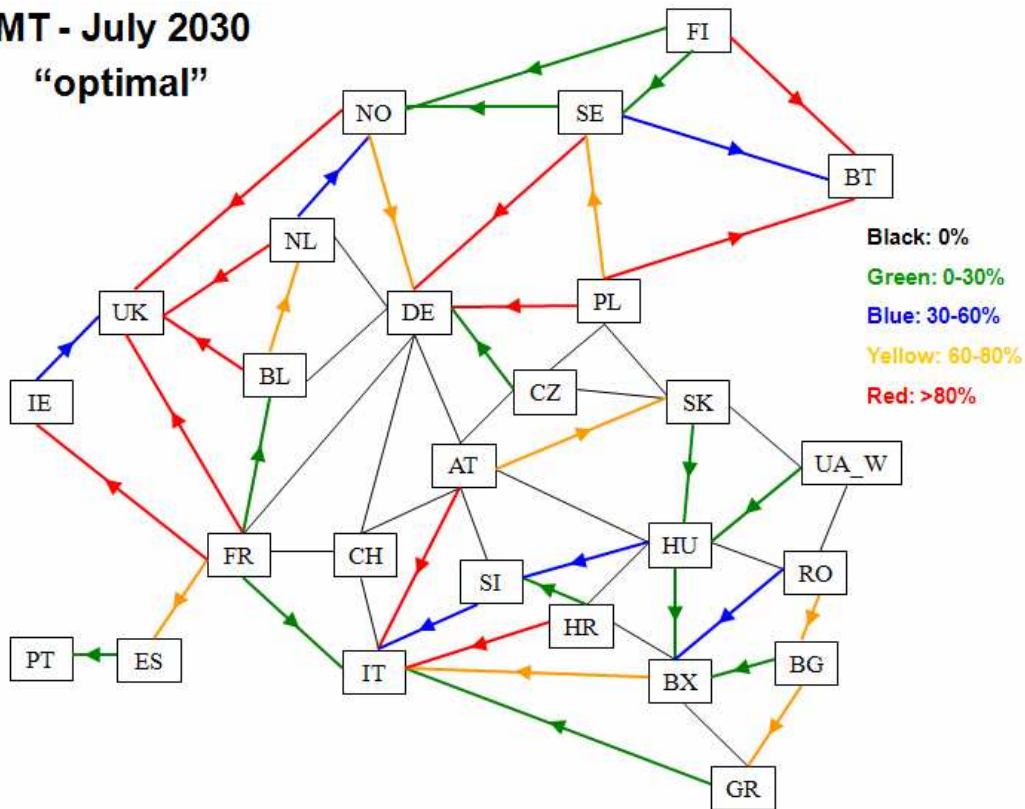 MT - July 2030
“optimal”
FI
NO
SE
BT
NL
Black: 0%
Green: 0-30%
Blue: 30-60%
Yellow: 60-80%
Red: >80%
UK
DE
PL
BL
IE
CZ
SK
AT
UA_W
FR
CH
HU
SI
RO
HR
PT
ES
IT
BX
BG
GR